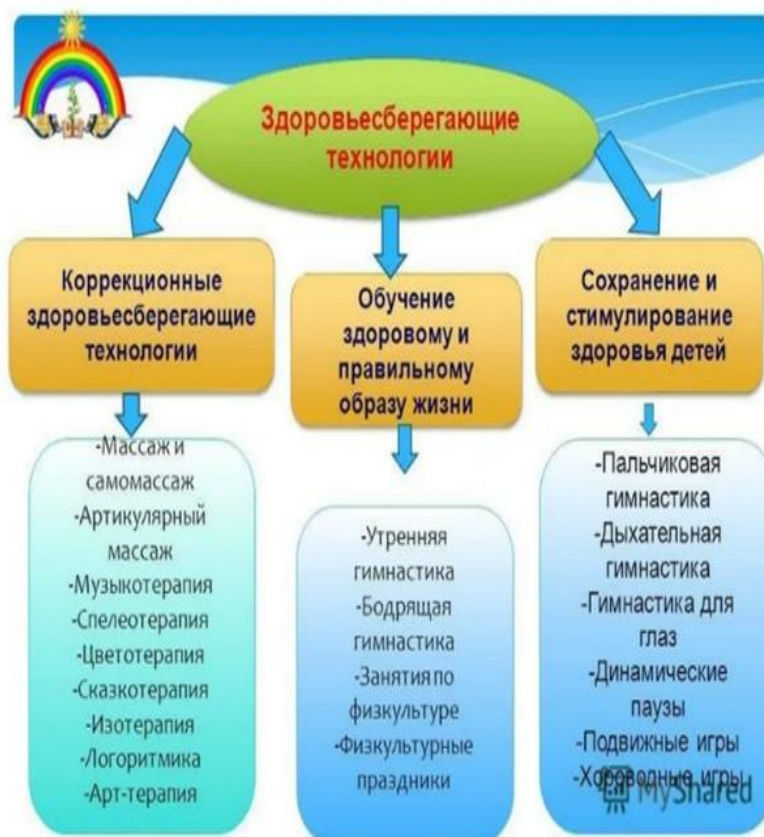 Здоровьесберегающие
технологии
Коррекционные
здоровьесберегающие
технологии
-Массаж и
самомассаж
-Артикулярный
массаж
-Музыкотерапия
-Спелеотерапия
-Цветотерапия
-Сказкотерапия
-Изотерапия
-Логоритмика
-Арт-терапия
Обучение
здоровому и
правильному
образу жизни
-Утренняя
гимнастика
-Бодрящая
гимнастика
-Занятия по
физкультуре
-Физкультурные
праздники
Сохранение и
стимулирование
здоровья детей
-Пальчиковая
гимнастика
-Дыхательная
гимнастика
-Гимнастика для
глаз
-Динамические
паузы
-Подвижные игры
-Хороводные игры
MyShared